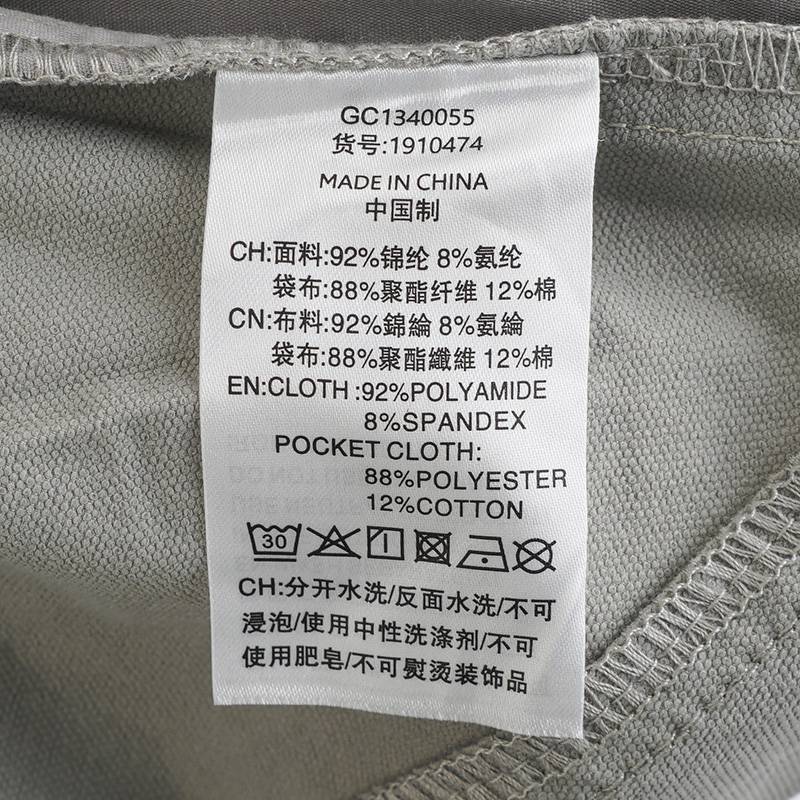 GC1340055
货号:1910474
MADE IN CHINA
中国制
CH:面料:92%锦纶 8%氨纶
袋布:88%聚酯纤维 12%棉
CN:布料:92%錦綸 8%氨綸
袋布:88%聚酯纖維 12%棉
EN:CLOTH :92%POLYAMIDE
8%SPANDEX
POCKET CLOTH:
88%POLYESTER
12%COTTON
30
CH:分开水洗/反面水洗/不可
浸泡/使用中性洗涤剂/不可
使用肥皂/不可熨烫装饰品